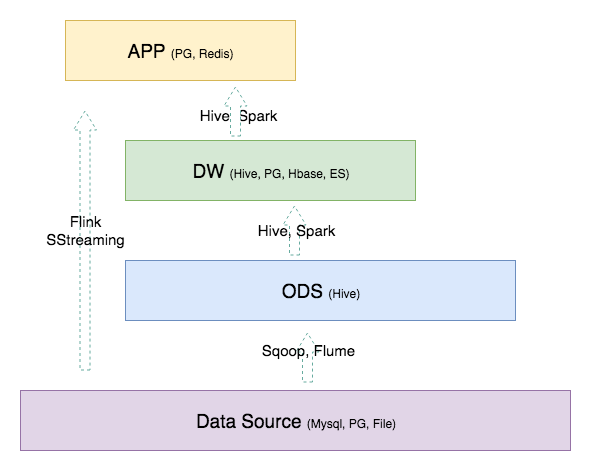 APP (PG, Redis)
Hive Spark
DW (Hive, PG, Hbase, ES)
Flink
SStreaming
Hive, Spark
ODS (Hive)
Sqoop, Flume
Data Source (Mysql, PG, File)